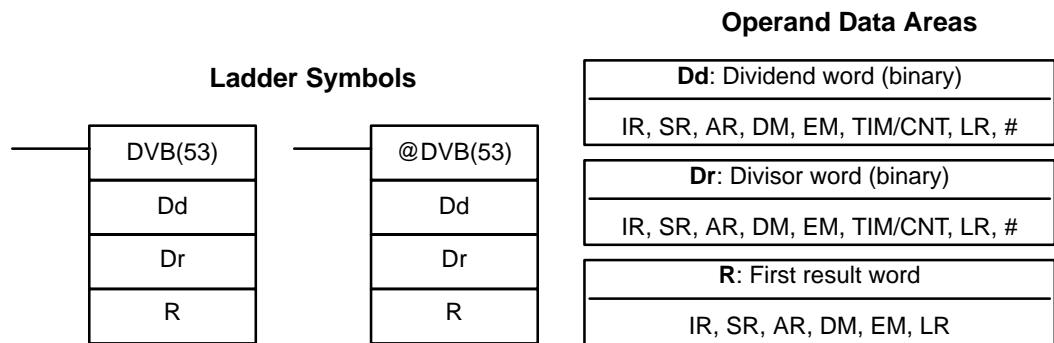 Ladder Symbols
DVB(53)
Dd
Dr
R
@DVB(53)
Dd
Dr
R
Operand Data Areas
Dd: Dividend word (binary)
IR, SR, AR, DM, EM, TIM/CNT, LR, #
Dr: Divisor word (binary)
IR, SR, AR, DM, EM, TIM/CNT, LR, #
R: First result word
IR, SR, AR, DM, EM, LR